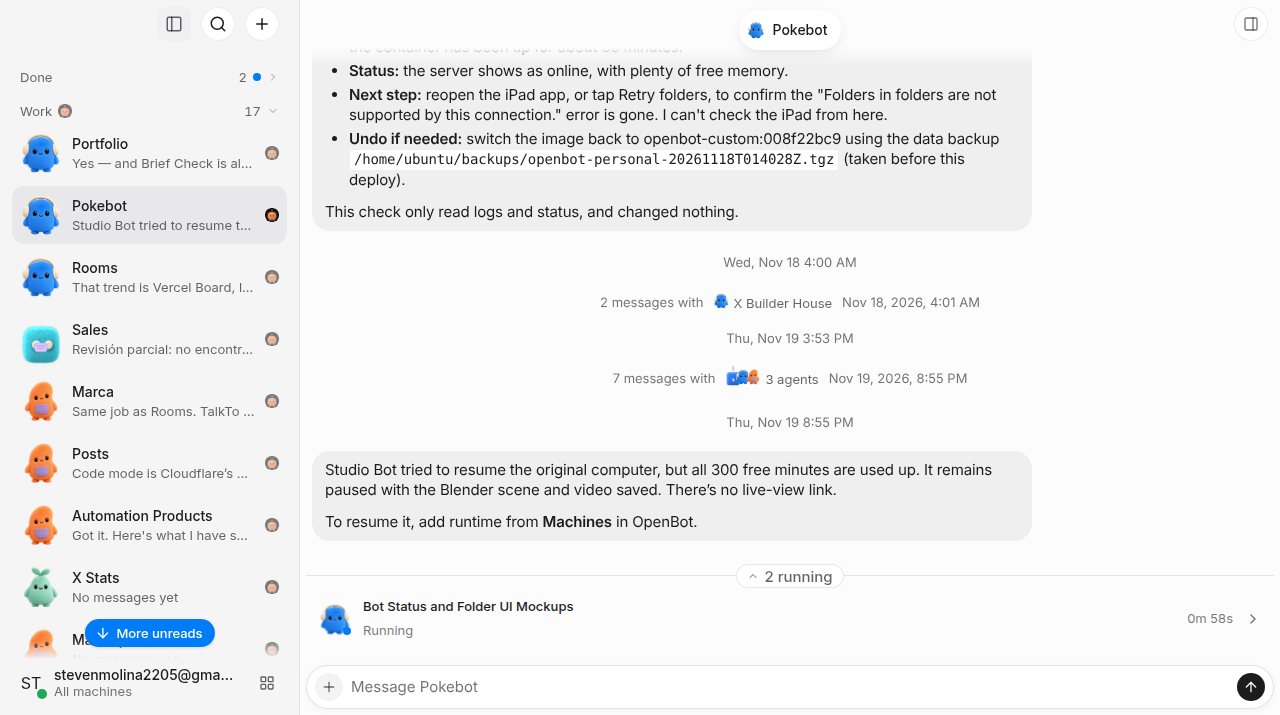 Done
2
Work
17
Portfolio
Yes — and Brief Check is al...
Pokebot
Studio Bot tried to resume t...
Rooms
That trend is Vercel Board, l...
Sales
Revisión parcial: no encontr...
Marca
Same job as Rooms. TalkTo ...
Posts
Code mode is Cloudflare’s ...
Automation Products
Got it. Here's what I have s...
X Stats
No messages yet
More unreads
ST
stevenmolina2205@gma...
All machines
Pokebot
the container has been up for about
Status: the server shows as online, with plenty of free memory.
Next step: reopen the iPad app, or tap Retry folders, to confirm the "Folders in folders are not
supported by this connection." error is gone. I can't check the iPad from here.
Undo if needed: switch the image back to openbot-custom:008f22bc9 using the data backup
/home/ubuntu/backups/openbot-personal-20261118T014028Z.tgz (taken before this
deploy).
This check only read logs and status, and changed nothing.
Wed, Nov 18 4:00 AM
2 messages with X Builder House Nov 18, 2026, 4:01 AM
Thu, Nov 19 3:53 PM
7 messages with 3 agents Nov 19, 2026, 8:55 PM
Thu, Nov 19 8:55 PM
Studio Bot tried to resume the original computer, but all 300 free minutes are used up. It remains
paused with the Blender scene and video saved. There’s no live-view link.
To resume it, add runtime from Machines in OpenBot.
2 running
Bot Status and Folder UI Mockups
Running
0m 58s
Message Pokebot